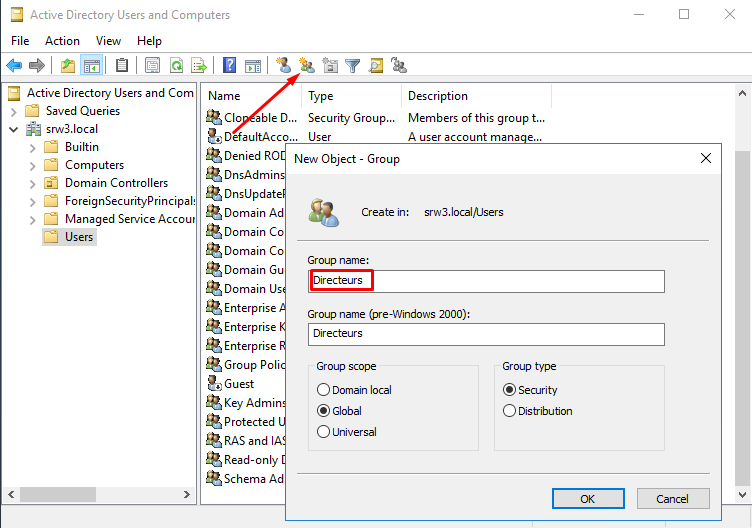 Active Directory Users and Computers
File Action View Help
Active Directory Users and Com
Saved Queries
srw3.local
Builtin
Computers
Domain Controllers
ForeignSecurityPrincipals
Managed Service Accour
Users
Name Type Description
Cloneable D... Security Group... Members of this group t...
DefaultAcco... User A user account manage...
Denied ROD
DnsAdmins
DnsUpdateP
Domain Ad
Domain Co
Domain Co
Domain Gu
Domain Use
Enterprise A
Enterprise K
Enterprise R
Group Polic
Guest
Key Admins
Protected U
RAS and IAS
Read-only D
Schema Ad
New Object - Group
Create in: srw3.local/Users
Group name:
Directeurs
Group name (pre-Windows 2000):
Directeurs
Group scope
Domain local
Global
Universal
Group type
Security
Distribution
OK Cancel